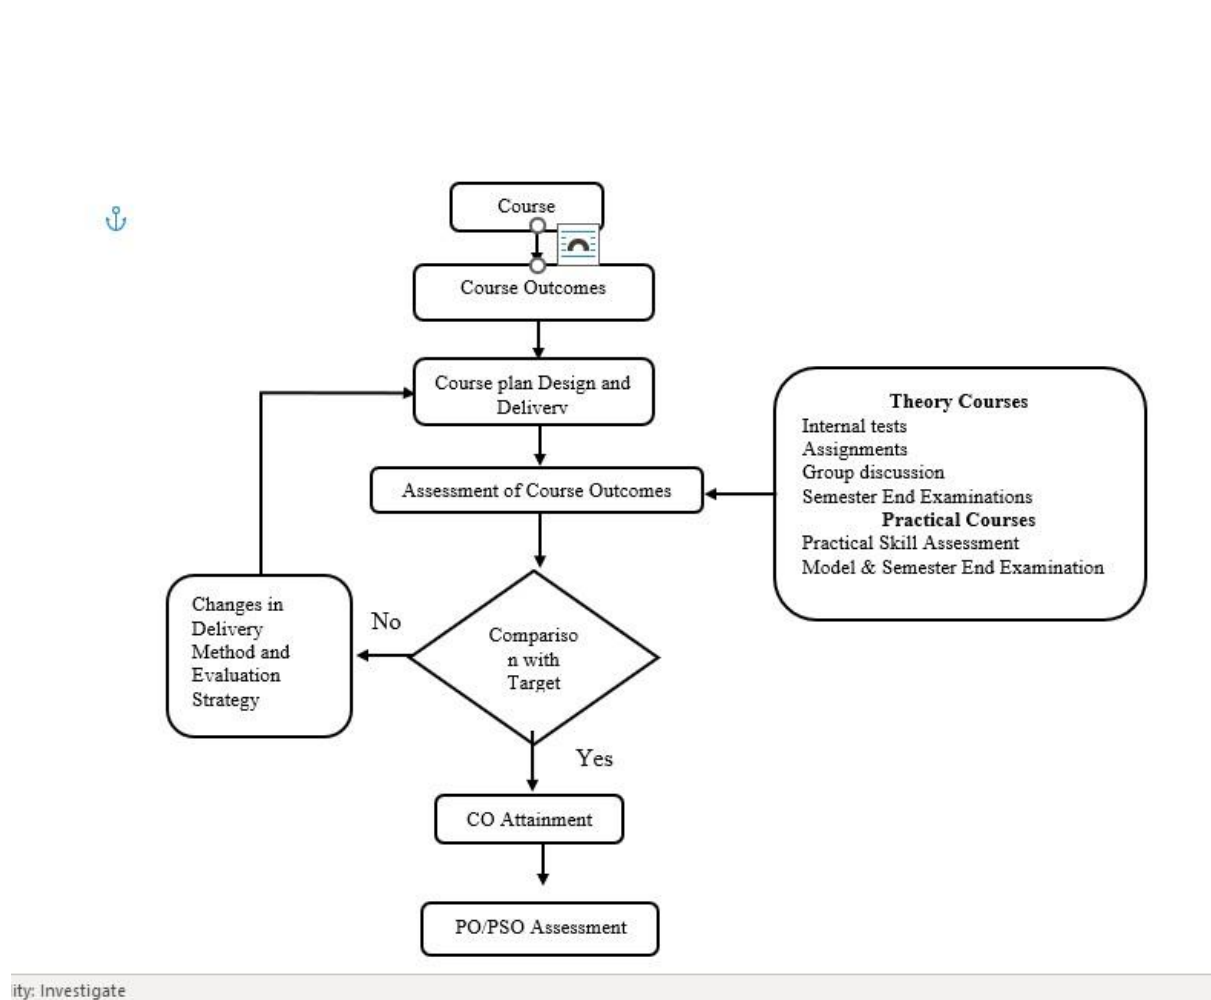 Course
Course Outcomes
Course plan Design and
Delivery
Theory Courses
Internal tests
Assignments
Group discussion
Semester End Examinations
Practical Courses
Practical Skill Assessment
Model & Semester End Examination
Assessment of Course Outcomes
Changes in
Delivery
Method and
Evaluation
Strategy
No
Compariso
n with
Target
Yes
CO Attainment
PO/PSO Assessment
ity: Investigate